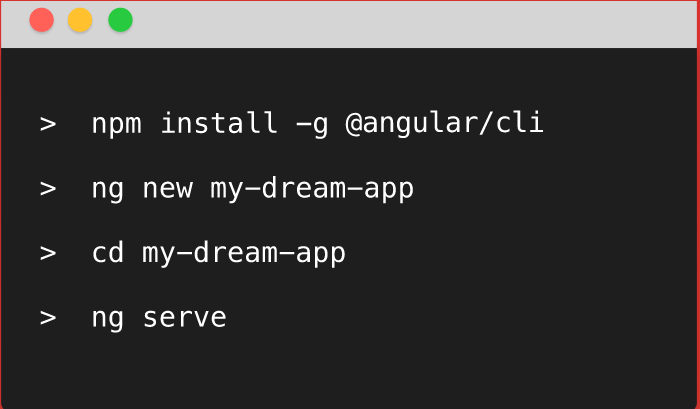 > npm install -g @angular/cli
> ng new my-dream-app
> cd my-dream-app
> ng serve